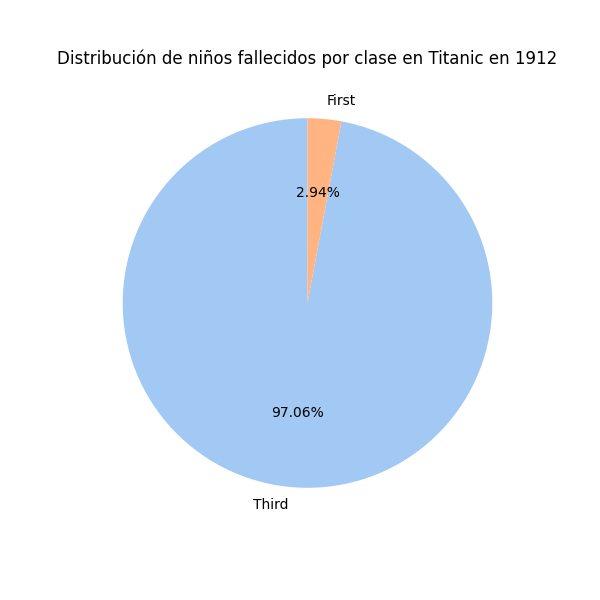 Distribución de niños fallecidos por clase en Titanic en 1912
First
2.94%
97.06%
Third